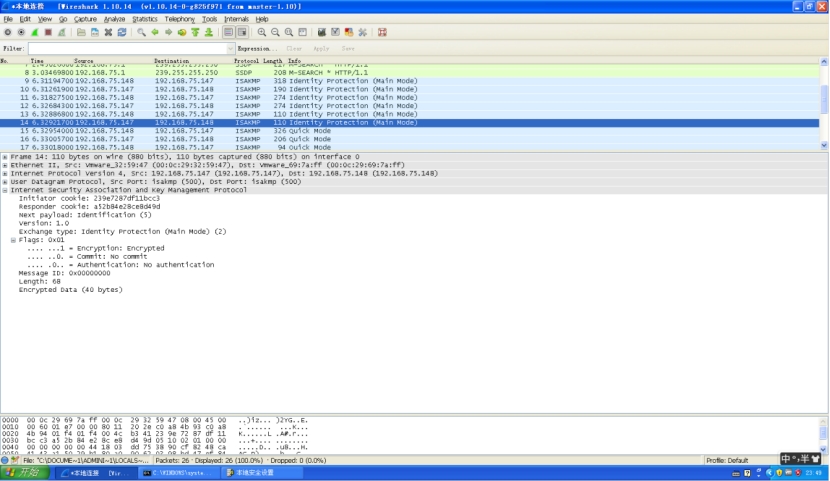 *本地连接 [Wireshark 1.10.14 (v1.10.14-0-g825f971 from master-1.10)]
File Edit View Go Capture Analyze Statistics Telephony Tools Internals Help
Filter: Expression... Clear Apply Save
No. Time Source Destination Protocol Length Info
8 3.03469800 192.168.75.1 239.255.255.250 SSDP 208 M-SEARCH * HTTP/1.1
9 6.31194700 192.168.75.148 192.168.75.147 ISAKMP 318 Identity Protection (Main Mode)
10 6.31261900 192.168.75.147 192.168.75.148 ISAKMP 190 Identity Protection (Main Mode)
11 6.31827500 192.168.75.148 192.168.75.147 ISAKMP 274 Identity Protection (Main Mode)
12 6.32684300 192.168.75.147 192.168.75.148 ISAKMP 274 Identity Protection (Main Mode)
13 6.32886800 192.168.75.148 192.168.75.147 ISAKMP 110 Identity Protection (Main Mode)
14 6.32921700 192.168.75.147 192.168.75.148 ISAKMP 110 Identity Protection (Main Mode)
15 6.32954000 192.168.75.148 192.168.75.147 ISAKMP 326 Quick Mode
16 6.33005700 192.168.75.147 192.168.75.148 ISAKMP 206 Quick Mode
17 6.33018000 192.168.75.148 192.168.75.147 ISAKMP 94 Quick Mode
Frame 14: 110 bytes on wire (880 bits), 110 bytes captured (880 bits) on interface 0
Ethernet II, Src: Vmware_32:59:47 (00:0c:29:32:59:47), Dst: Vmware_69:7a:ff (00:0c:29:69:7a:ff)
Internet Protocol Version 4, Src: 192.168.75.147 (192.168.75.147), Dst: 192.168.75.148 (192.168.75.148)
User Datagram Protocol, Src Port: isakmp (500), Dst Port: isakmp (500)
Internet Security Association and Key Management Protocol
Initiator cookie: 239e7287df11bcc3
Responder cookie: a52b84e28ce8d49d
Next payload: Identification (5)
Version: 1.0
Exchange type: Identity Protection (Main Mode) (2)
Flags: 0x01
.... ...1 = Encryption: Encrypted
.... ..0. = Commit: No commit
.... .0.. = Authentication: No authentication
Message ID: 0x00000000
Length: 68
Encrypted Data (40 bytes)
0000 00 0c 29 69 7a ff 00 0c 29 32 59 47 08 00 45 00 ..)iz... )2YG..E.
0010 00 60 01 e7 00 00 80 11 20 2e c0 a8 4b 93 c0 a8
0020 4b 94 01 f4 01 f4 00 4c b3 41 23 9e 72 87 df 11
0030 bc c3 a5 2b 84 e2 8c e8 d4 9d 05 10 02 01 00 00
0040 00 00 00 00 00 44 18 03 dd 75 38 90 cf 82 48 ca
File: "C:\DOCUME~1\ADMINI~1\LOCALS~... Packets: 26 · Displayed: 26 (100.0%) · Dropped: 0 (0.0%) Profile: Default
开始 *本地连接 [Wir... C:\WINDOWS\syste... 本地安全设置 23:49
中 °, 半